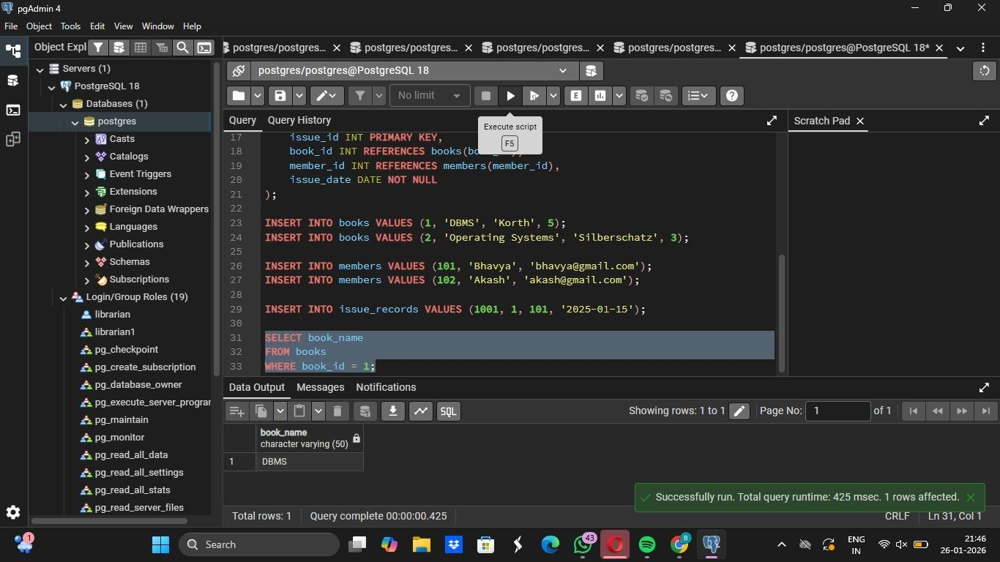 pgAdmin 4
File Object Tools Edit View Window Help
Object Expl
postgres/postgres... postgres/postgres... postgres/postgres... postgres/postgres... postgres/postgres@PostgreSQL 18*
Servers (1)
PostgreSQL 18
Databases (1)
postgres
Casts
Catalogs
Event Triggers
Extensions
Foreign Data Wrappers
Languages
Publications
Schemas
Subscriptions
Login/Group Roles (19)
librarian
librarian1
pg_checkpoint
pg_create_subscription
pg_database_owner
pg_execute_server_prograr
pg_maintain
pg_monitor
pg_read_all_data
pg_read_all_settings
pg_read_all_stats
pg_read_server_files
postgres/postgres@PostgreSQL 18
No limit
E
Query Query History
Execute script
F5
Scratch Pad
17 issue_id INT PRIMARY KEY,
18 book_id INT REFERENCES books(bo
19 member_id INT REFERENCES members(member_id),
20 issue_date DATE NOT NULL
21 );
22
23 INSERT INTO books VALUES (1, 'DBMS', 'Korth', 5);
24 INSERT INTO books VALUES (2, 'Operating Systems', 'Silberschatz', 3);
25
26 INSERT INTO members VALUES (101, 'Bhavya', 'bhavya@gmail.com');
27 INSERT INTO members VALUES (102, 'Akash', 'akash@gmail.com');
28
29 INSERT INTO issue_records VALUES (1001, 1, 101, '2025-01-15');
30
31 SELECT book_name
32 FROM books
33 WHERE book_id = 1;
Data Output Messages Notifications
SQL
Showing rows: 1 to 1
Page No: 1 of 1
book_name
character varying (50)
1 DBMS
Successfully run. Total query runtime: 425 msec. 1 rows affected.
Total rows: 1 Query complete 00:00:00.425
CRLF Ln 31, Col 1
1
Search
43
B
ENG
IN
21:46
26-01-2026